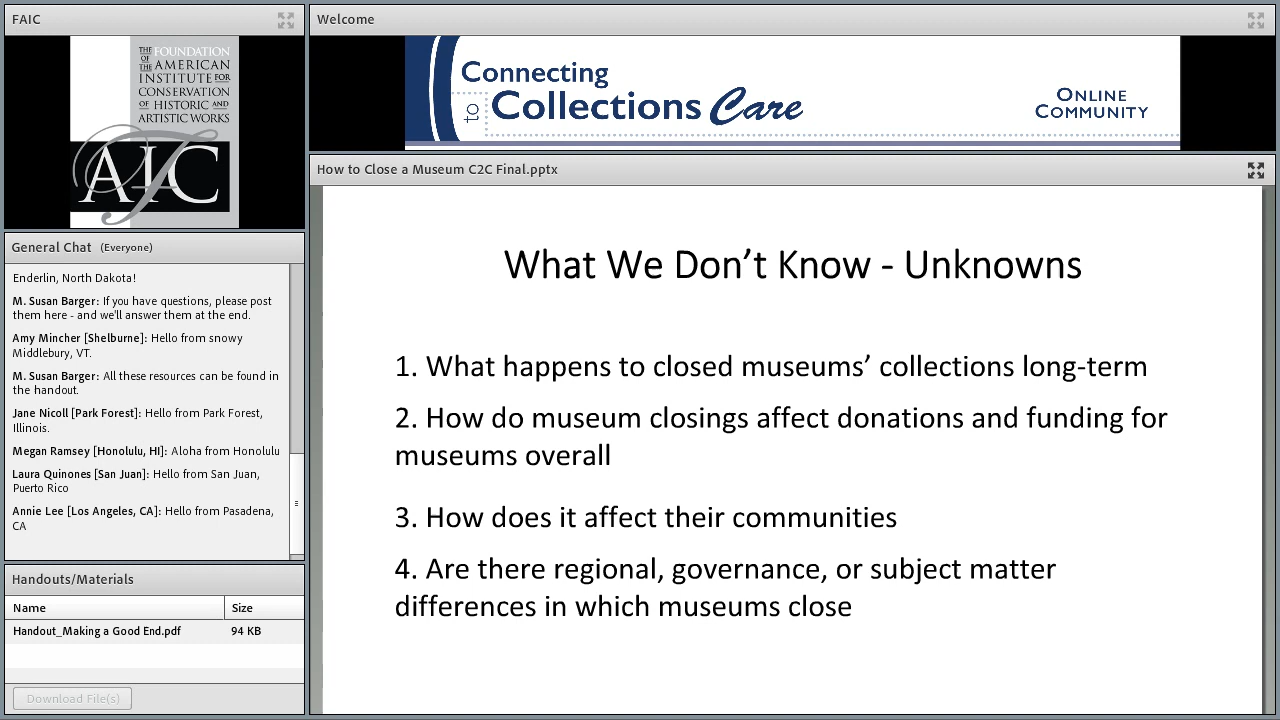 FAIC
THE FOUNDATION
OF THE AMERICAN
INSTITUTE FOR
CONSERVATION
OF HISTORIC AND
ARTISTIC WORKS
AIC
Welcome
Connecting
to Collections Care
ONLINE
COMMUNITY
General Chat (Everyone)
Enderlin, North Dakota!
M. Susan Barger: If you have questions, please post
them here - and we'll answer them at the end.
Amy Mincher [Shelburne]: Hello from snowy
Middlebury, VT.
M. Susan Barger: All these resources can be found in
the handout.
Jane Nicoll [Park Forest]: Hello from Park Forest,
Illinois.
Megan Ramsey [Honolulu, HI]: Aloha from Honolulu
Laura Quinones [San Juan]: Hello from San Juan,
Puerto Rico
Annie Lee [Los Angeles, CA]: Hello from Pasadena,
CA
Handouts/Materials
Name Size
Handout_Making a Good End.pdf 94 KB
Download File(s)
How to Close a Museum C2C Final.pptx
What We Don’t Know - Unknowns
1. What happens to closed museums’ collections long-term
2. How do museum closings affect donations and funding for
museums overall
3. How does it affect their communities
4. Are there regional, governance, or subject matter
differences in which museums close